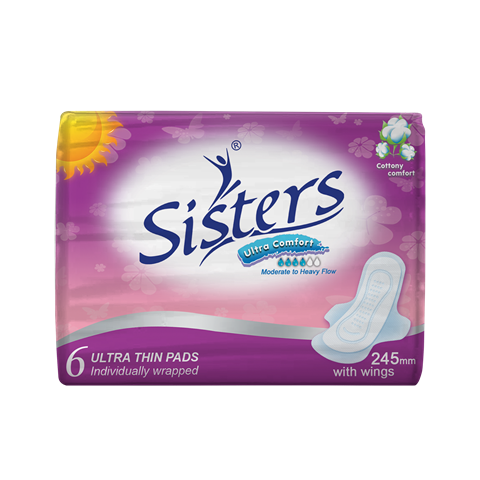 ®
Sisters
Ultra Comfort
Moderate to Heavy Flow
Cottony
comfort
6 ULTRA THIN PADS
Individually wrapped
245mm
with wings